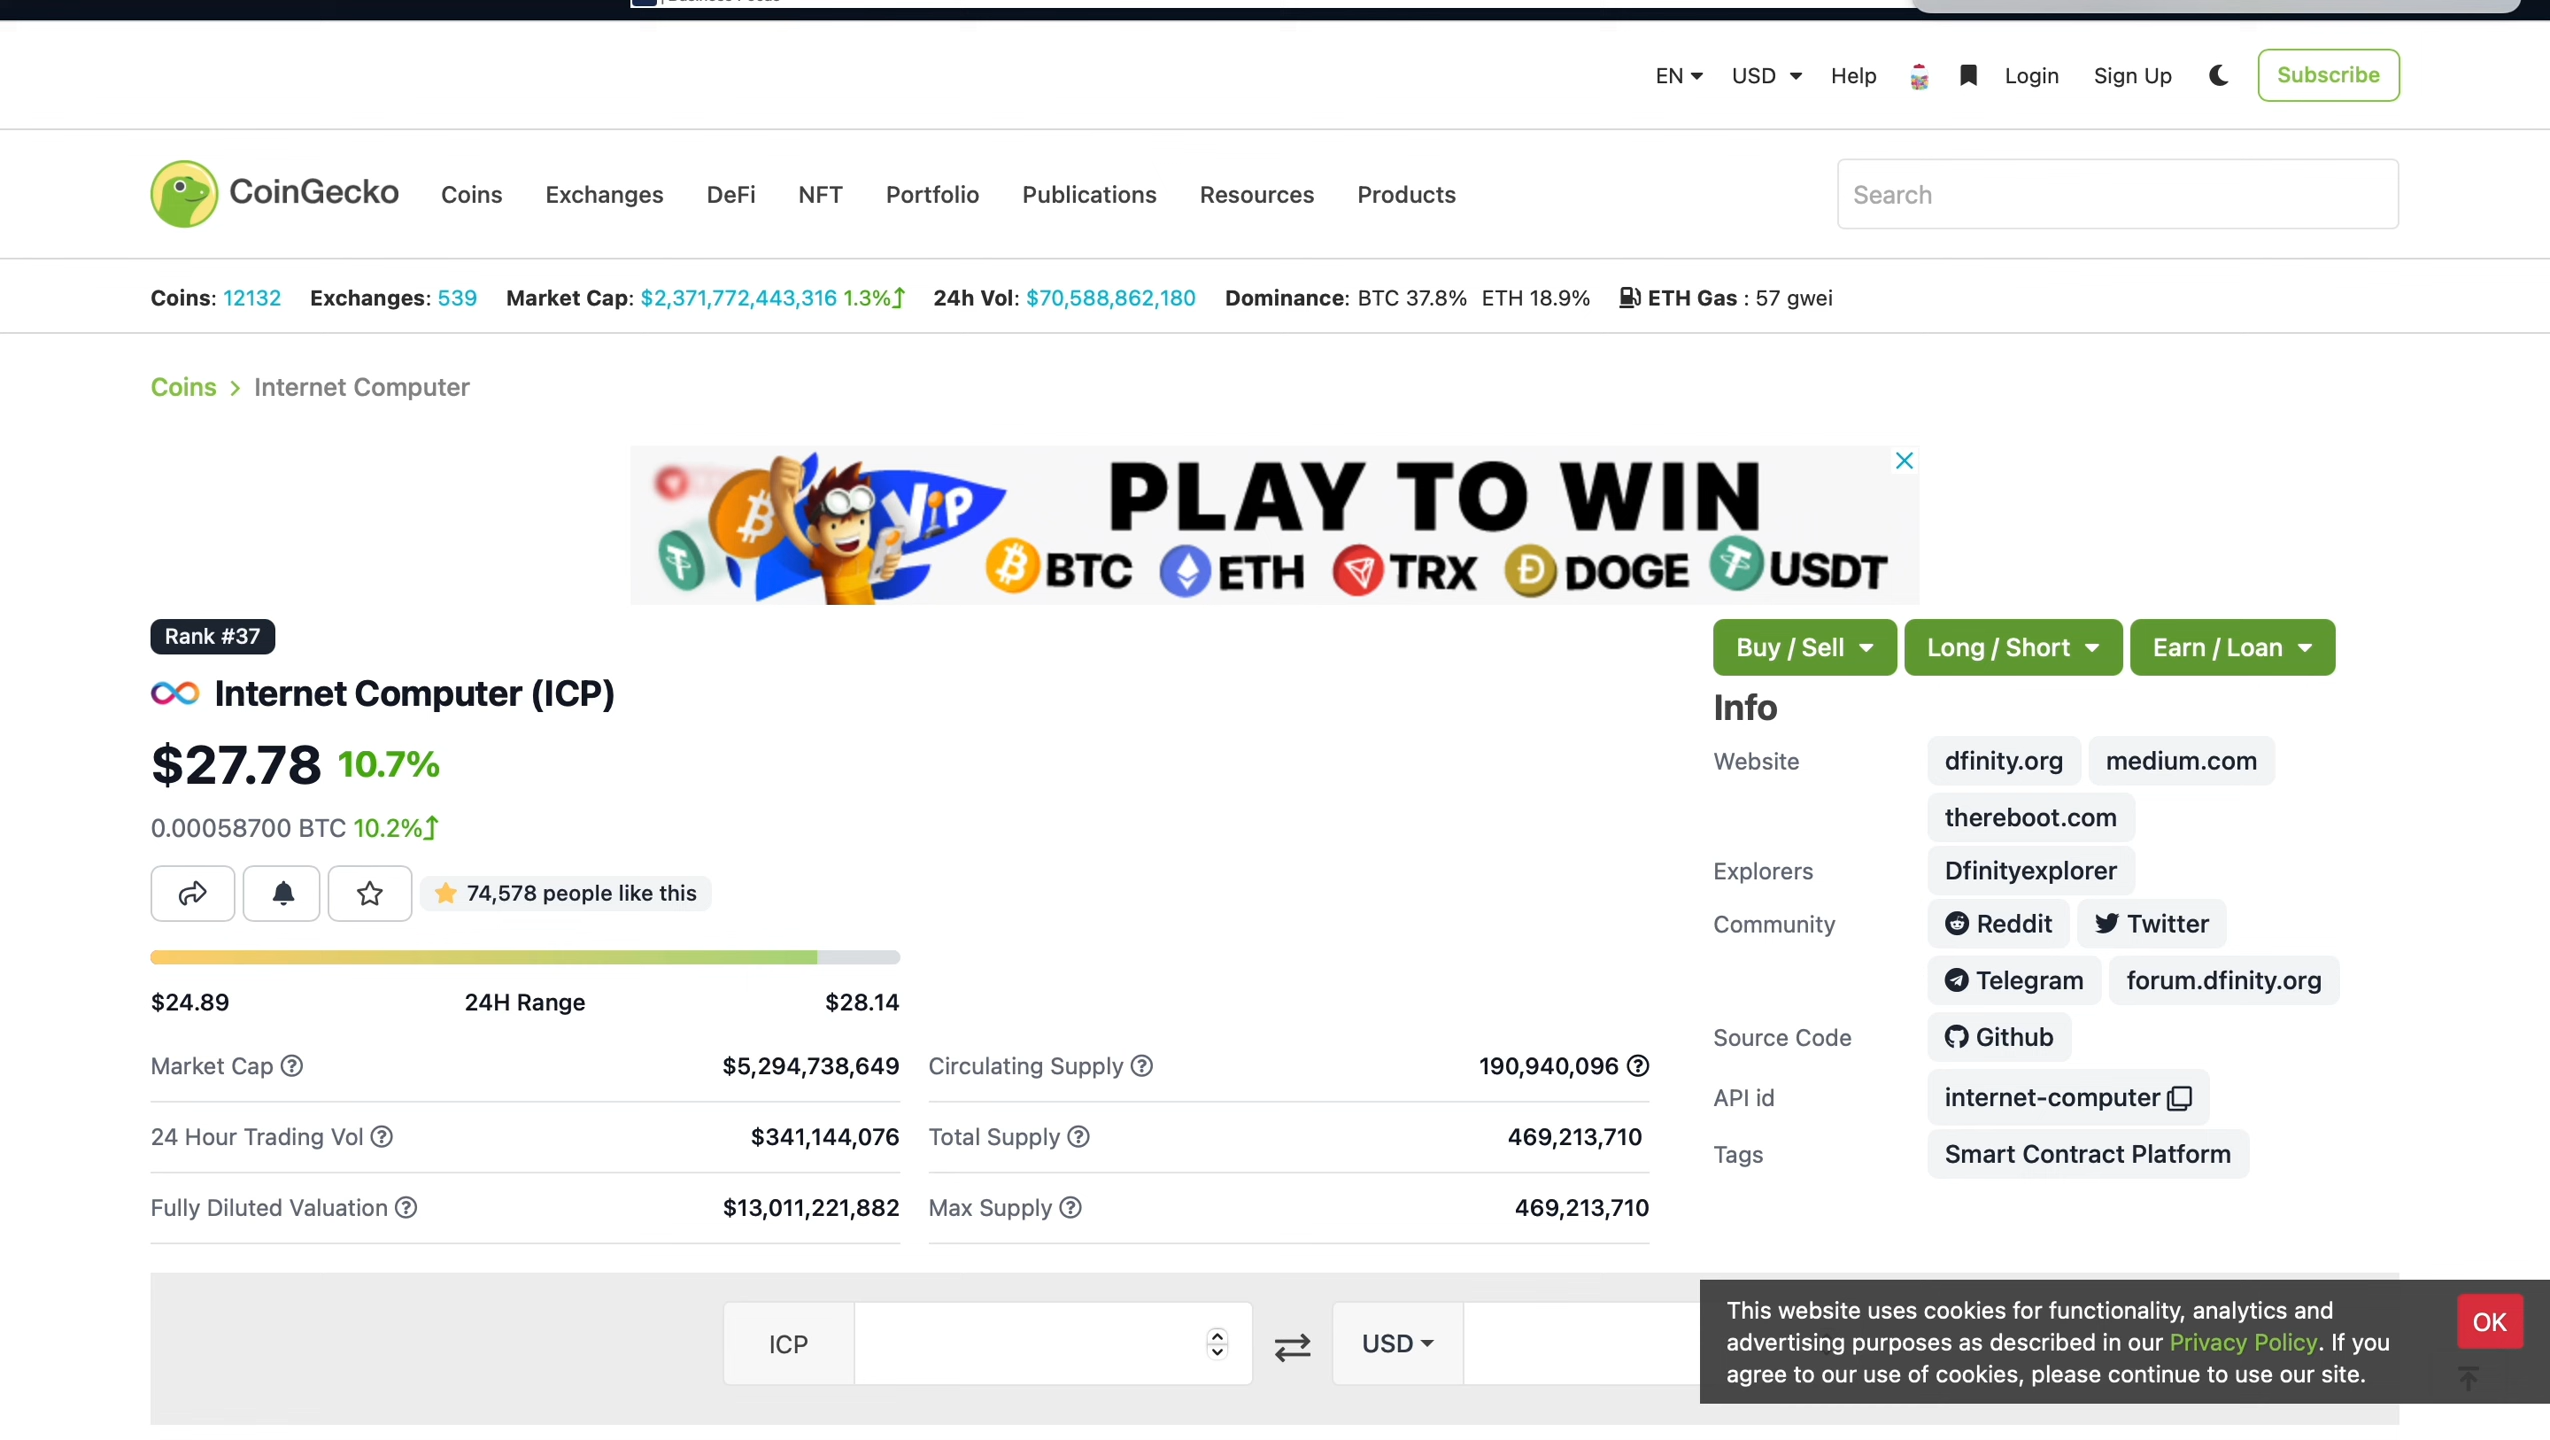 EN USD Help Login Sign Up Subscribe
CoinGecko Coins Exchanges DeFi NFT Portfolio Publications Resources Products Search
Coins: 12132 Exchanges: 539 Market Cap: $2,371,772,443,316 1.3% 24h Vol: $70,588,862,180 Dominance: BTC 37.8% ETH 18.9% ETH Gas : 57 gwei
Coins > Internet Computer
PLAY TO WIN
VIP
BTC ETH TRX DOGE USDT
Rank #37
Internet Computer (ICP)
$27.78 10.7%
0.00058700 BTC 10.2%
74,578 people like this
$24.89 24H Range $28.14
Market Cap $5,294,738,649 Circulating Supply 190,940,096
24 Hour Trading Vol $341,144,076 Total Supply 469,213,710
Fully Diluted Valuation $13,011,221,882 Max Supply 469,213,710
Buy / Sell Long / Short Earn / Loan
Info
Website dfinity.org medium.com
thereboot.com
Explorers Dfinityexplorer
Community Reddit Twitter
Telegram forum.dfinity.org
Source Code Github
API id internet-computer
Tags Smart Contract Platform
ICP USD
This website uses cookies for functionality, analytics and
advertising purposes as described in our Privacy Policy. If you
agree to our use of cookies, please continue to use our site.
OK